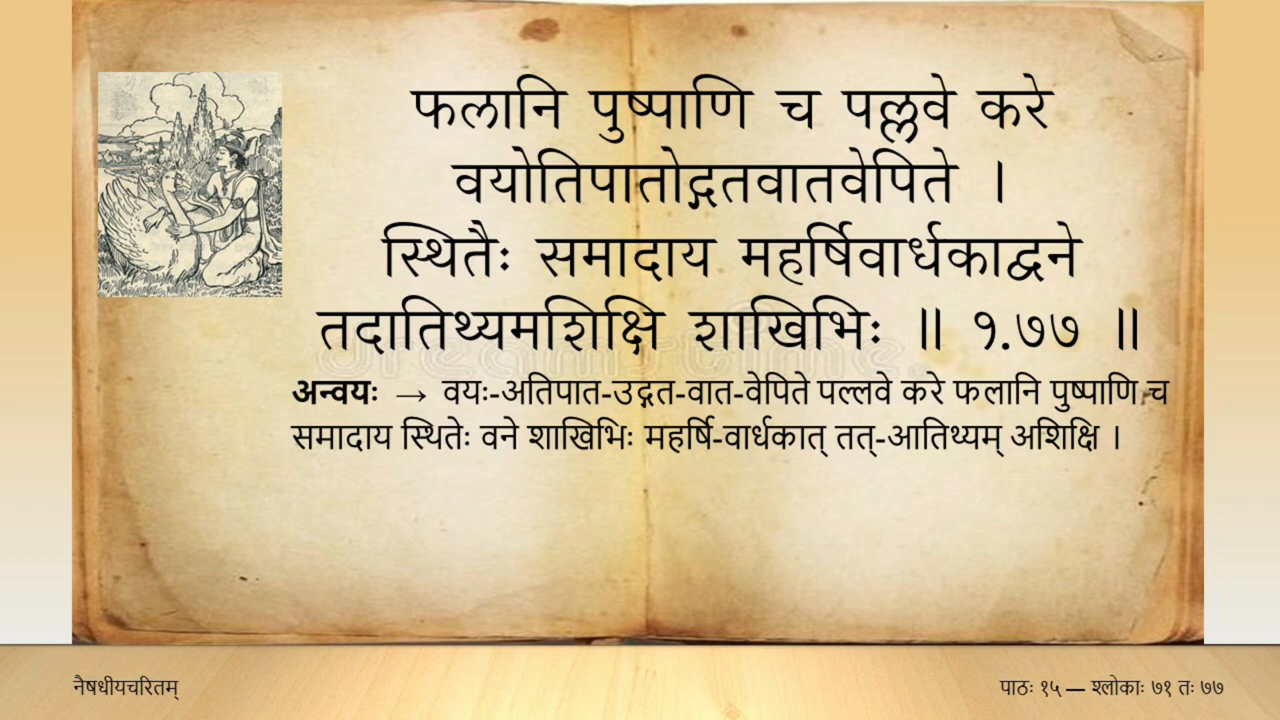 फलानि पुष्पाणि च पल्लवे करे
वयोतिपातोद्गतवातवेपिते ।
स्थितैः समादाय महर्षिवार्धकाद्वने
तदातिथ्यमशिक्षि शाखिभिः ॥ १.७७ ॥
अन्वयः → वयः-अतिपात-उद्गत-वात-वेपिते पल्लवे करे फलानि पुष्पाणि च
समादाय स्थितेः वने शाखिभिः महर्षि-वार्धकात् तत्-आतिथ्यम् अशिक्षि ।
नैषधीयचरितम्
पाठः १५ — श्लोकाः ७१ तः ७७